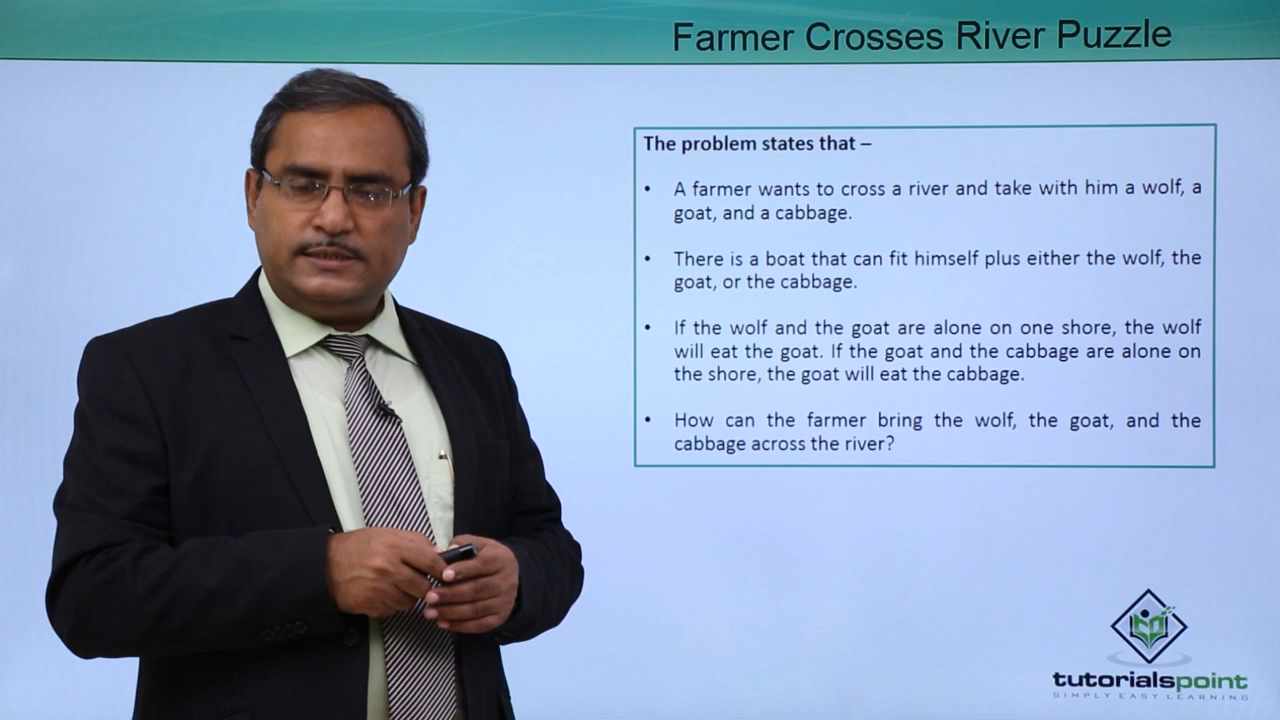 Farmer Crosses River Puzzle
The problem states that –
• A farmer wants to cross a river and take with him a wolf, a
goat, and a cabbage.
• There is a boat that can fit himself plus either the wolf, the
goat, or the cabbage.
• If the wolf and the goat are alone on one shore, the wolf
will eat the goat. If the goat and the cabbage are alone on
the shore, the goat will eat the cabbage.
• How can the farmer bring the wolf, the goat, and the
cabbage across the river?
tutorialspoint
SIMPLY EASY LEARNING